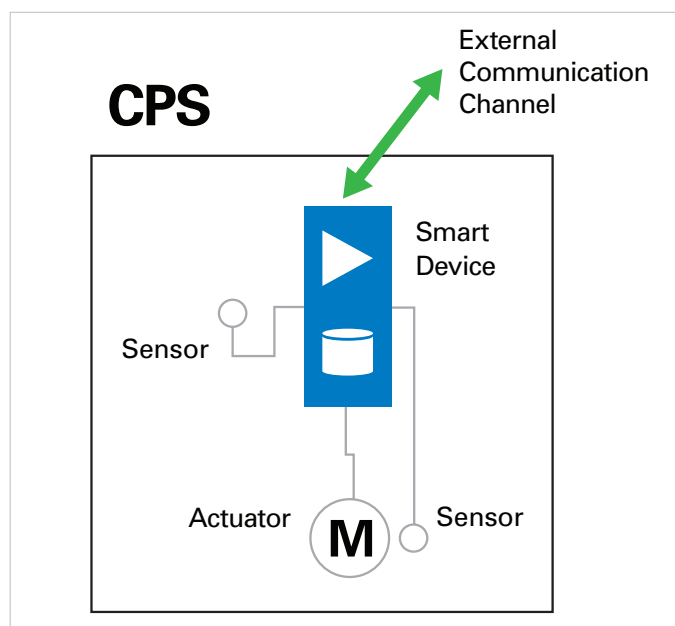 External
Communication
Channel
CPS
Smart
Device
Sensor
Actuator
M
Sensor